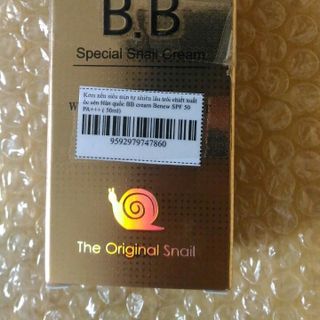 B.B
Special Snail Cream
W
Kem nền siêu mịn tự nhiên lâu trôi chiết xuất
ốc sên Hàn quốc BB cream Benew SPF 50
PA+++ ( 50ml)
9592979747860
The Original Snail